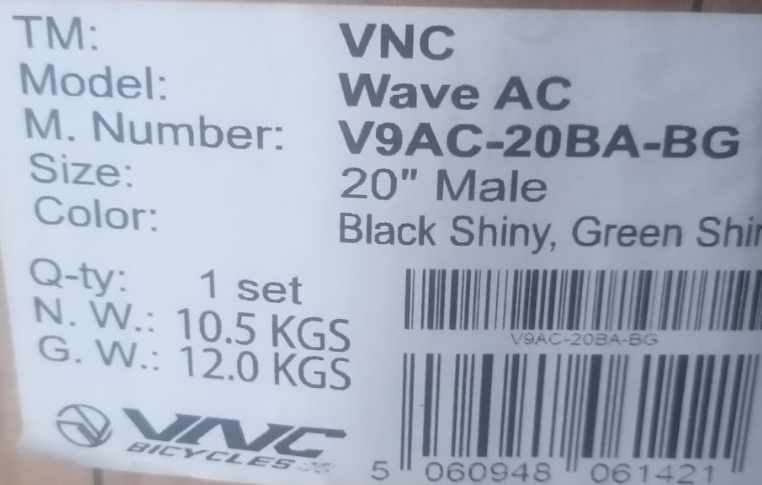 TM: VNC
Model: Wave AC
M. Number: V9AC-20BA-BG
Size: 20" Male
Color: Black Shiny, Green Shin
Q-ty: 1 set
N. W.: 10.5 KGS
G. W.: 12.0 KGS
V9AC-20BA-BG
VNC
BICYCLES
5 060948 061421